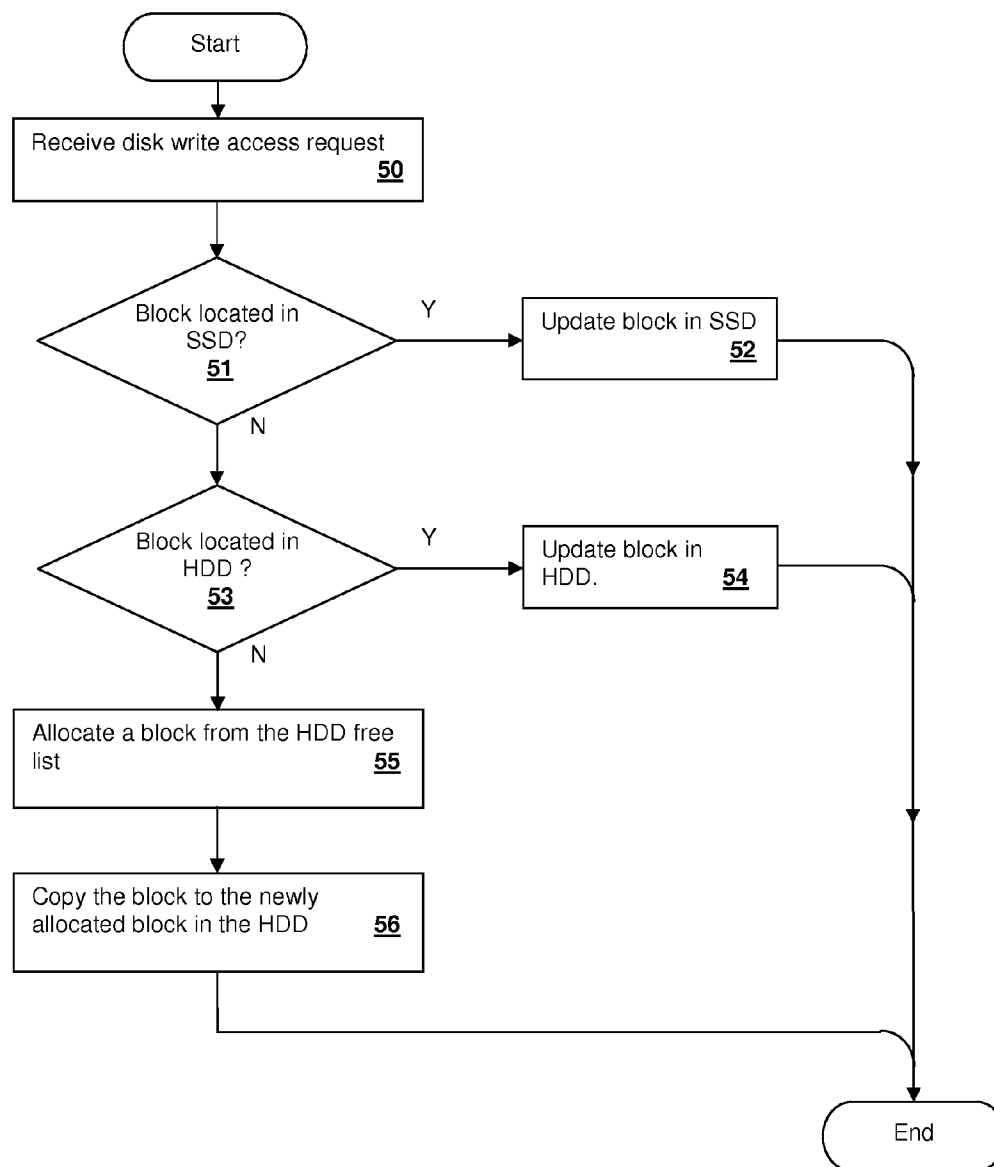 Start
Receive disk write access request
50
Block located in
SSD?
51
Y
Update block in SSD
52
N
Block located in
HDD ?
53
Y
Update block in
HDD.
54
N
Allocate a block from the HDD free
list
55
Copy the block to the newly
allocated block in the HDD
56
End